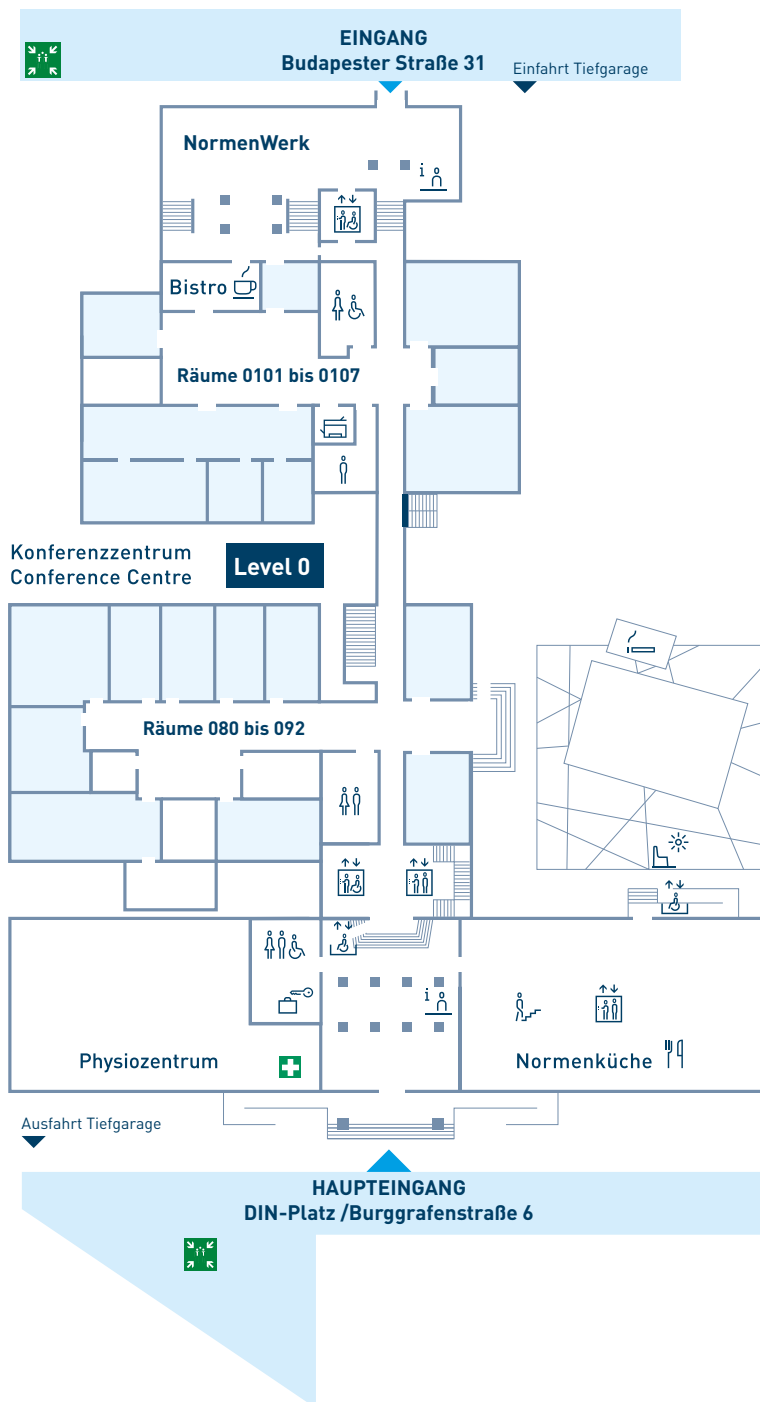 EINGANG
Budapester Straße 31
Einfahrt Tiefgarage
NormenWerk
i
Bistro
Räume 0101 bis 0107
Konferenzzentrum
Conference Centre
Level 0
Räume 080 bis 092
i
Physiozentrum
Normenküche
Ausfahrt Tiefgarage
HAUPTEINGANG
DIN-Platz /Burggrafenstraße 6